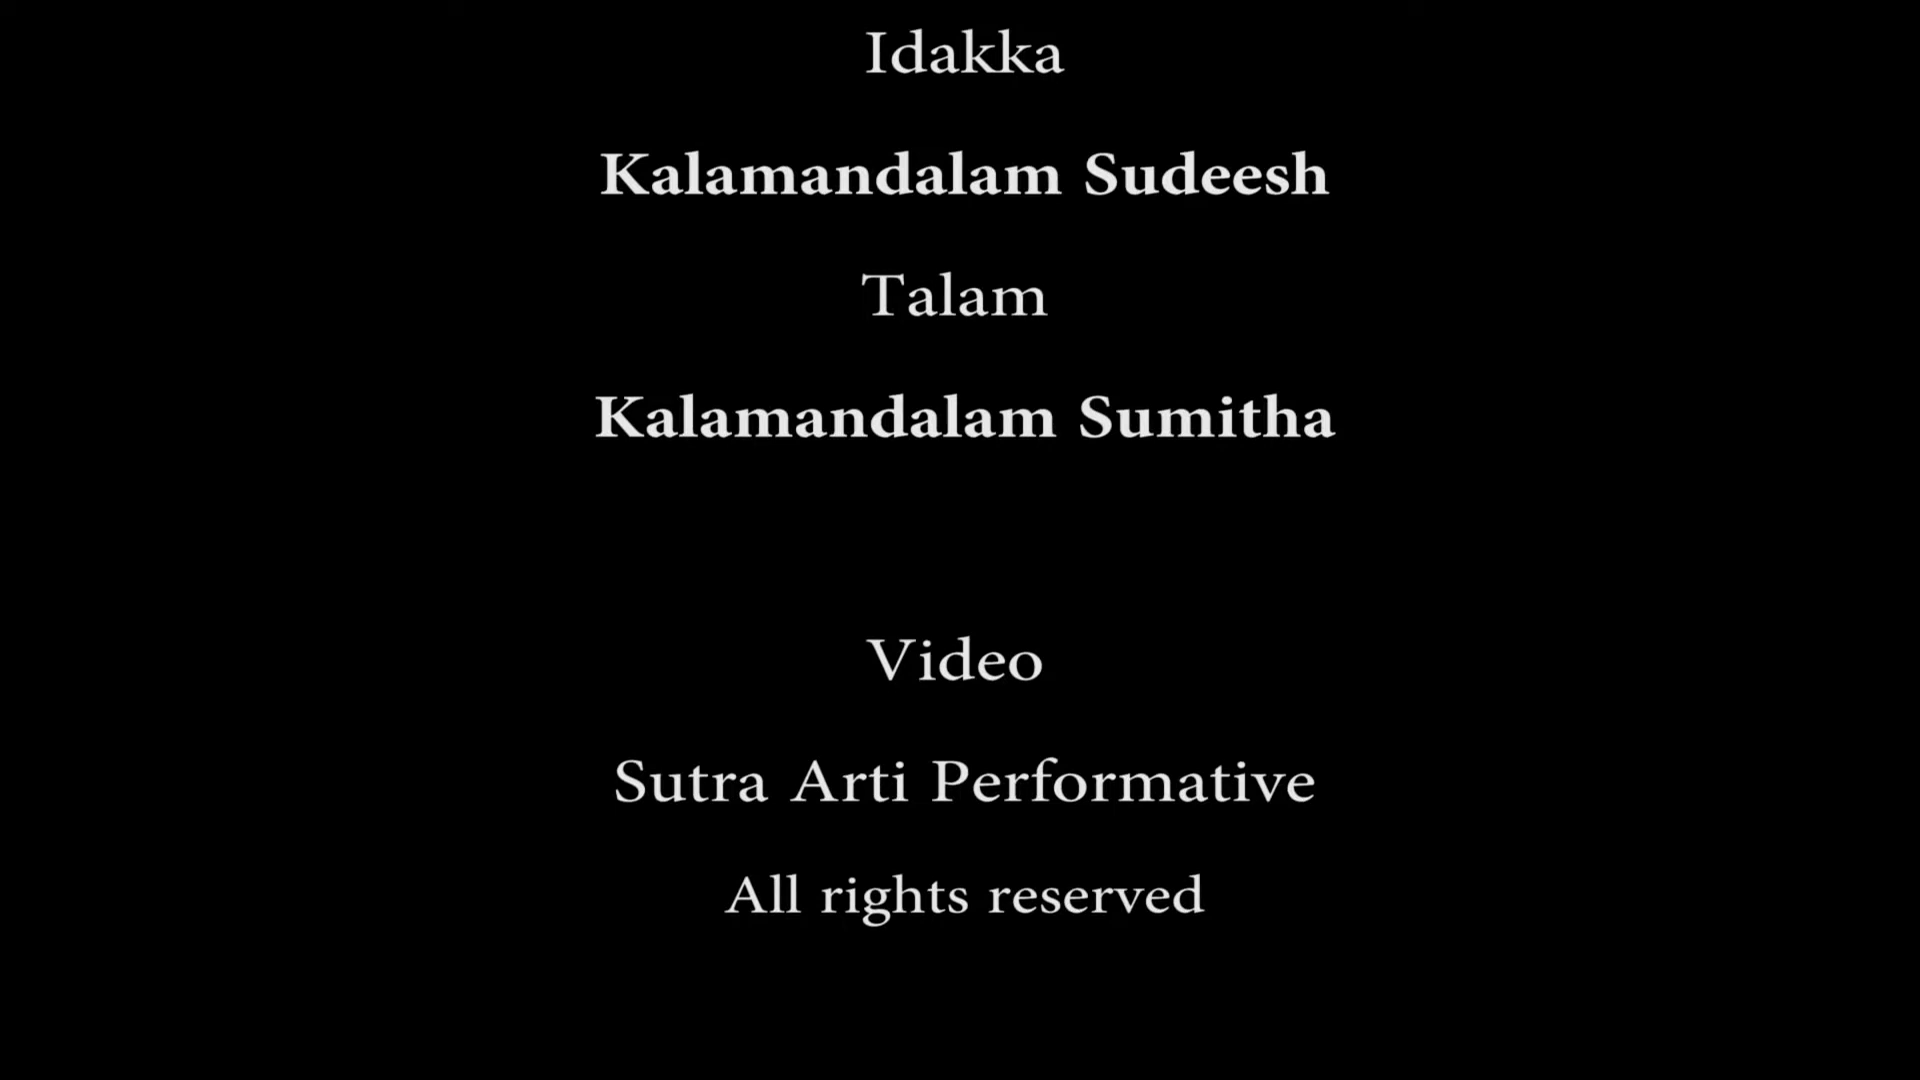 Idakka
Kalamandalam Sudeesh
Talam
Kalamandalam Sumitha
Video
Sutra Arti Performative
All rights reserved